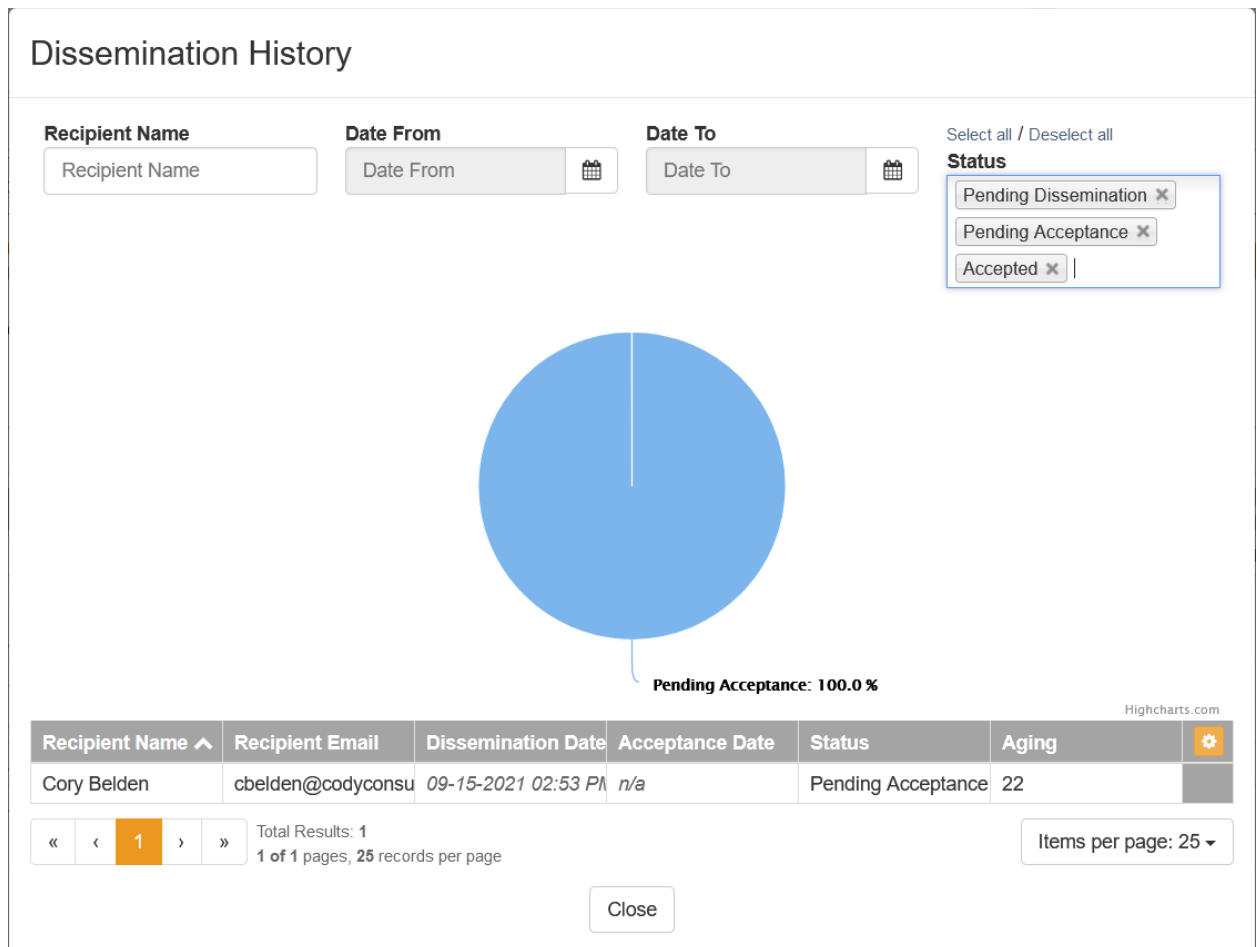 Dissemination History
Recipient Name
Date From
Date To
Select all / Deselect all
Status
Recipient Name
Date From
Date To
Pending Dissemination ×
Pending Acceptance ×
Accepted ×
Pending Acceptance: 100.0 %
Highcharts.com
Recipient Name Recipient Email Dissemination Date Acceptance Date Status Aging
Cory Belden cbelden@codyconsu 09-15-2021 02:53 PM n/a Pending Acceptance 22
« ‹ 1 › »
Total Results: 1
1 of 1 pages, 25 records per page
Items per page: 25
Close